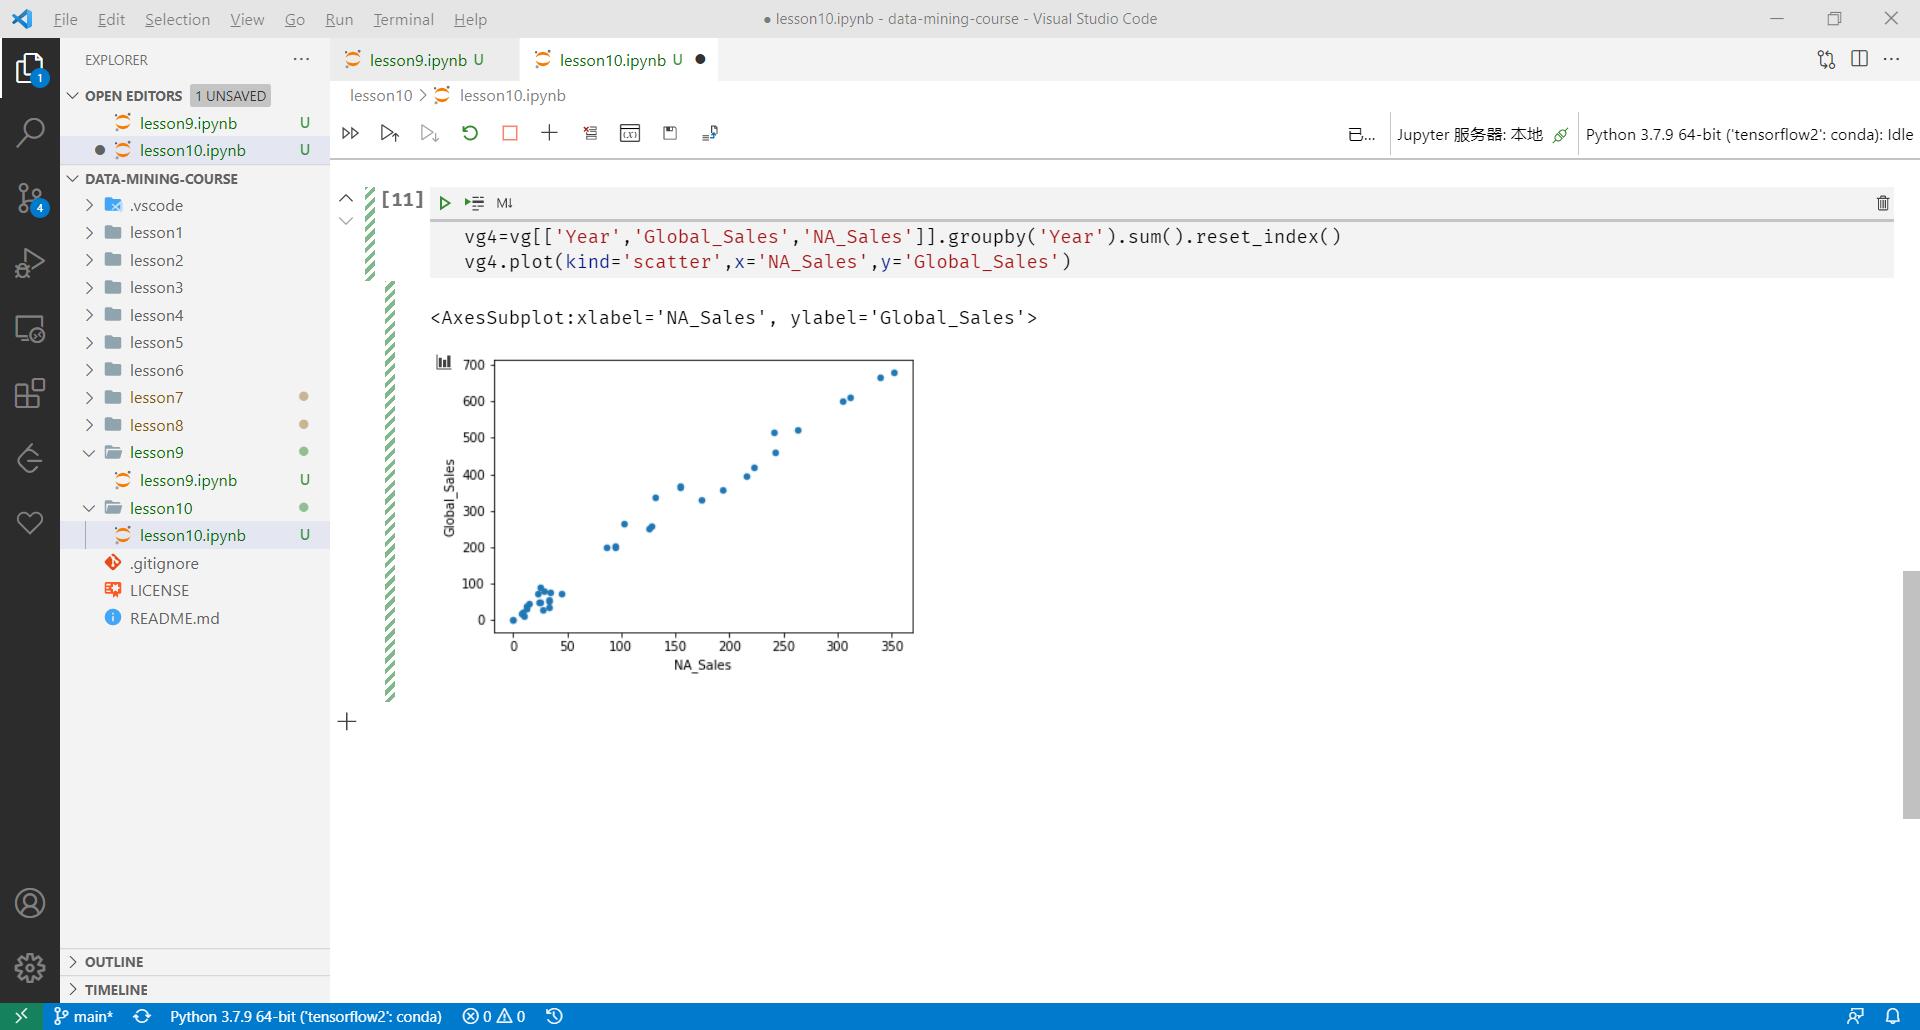 File Edit Selection View Go Run Terminal Help
● lesson10.ipynb - data-mining-course - Visual Studio Code
EXPLORER
OPEN EDITORS 1 UNSAVED
lesson9.ipynb U
● lesson10.ipynb U
DATA-MINING-COURSE
.vscode
lesson1
lesson2
lesson3
lesson4
lesson5
lesson6
lesson7
lesson8
lesson9
lesson9.ipynb U
lesson10
lesson10.ipynb U
.gitignore
LICENSE
README.md
OUTLINE
TIMELINE
1
4
lesson9.ipynb U
lesson10.ipynb U ●
lesson10 > lesson10.ipynb
已... Jupyter 服务器: 本地 Python 3.7.9 64-bit ('tensorflow2': conda): Idle
[11] M↓
vg4=vg[['Year','Global_Sales','NA_Sales']].groupby('Year').sum().reset_index()
vg4.plot(kind='scatter',x='NA_Sales',y='Global_Sales')
<AxesSubplot:xlabel='NA_Sales', ylabel='Global_Sales'>
700
600
500
400
300
200
100
0
Global_Sales
0 50 100 150 200 250 300 350
NA_Sales
main* Python 3.7.9 64-bit ('tensorflow2': conda) 0 0